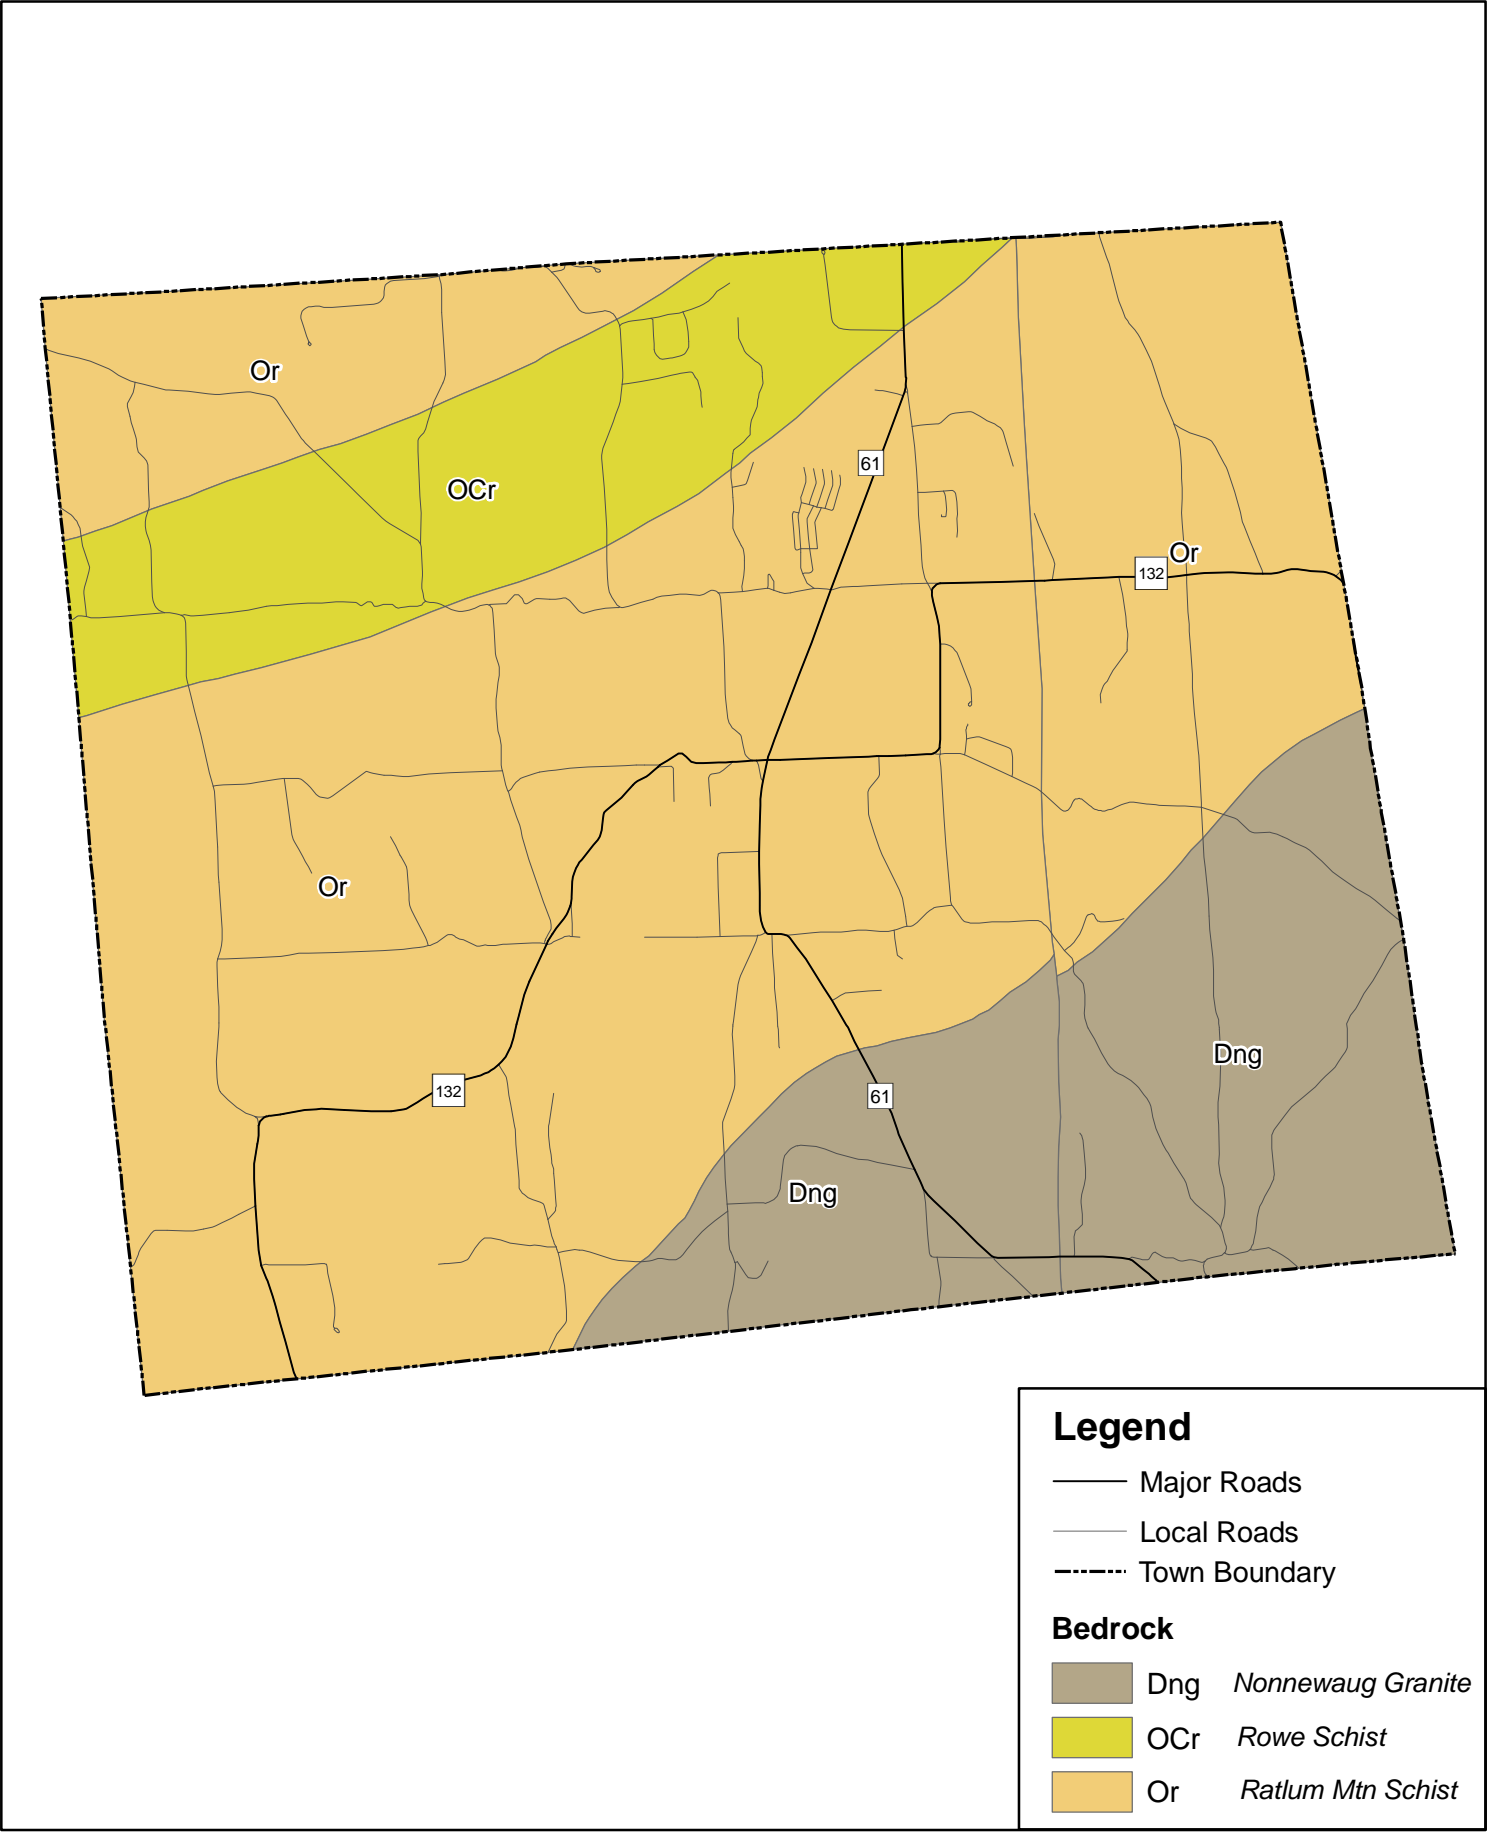 Or
61
OCr
Or
132
Or
Dng
132
61
Dng
Legend
Major Roads
Local Roads
Town Boundary
Bedrock
Dng Nonnewaug Granite
OCr Rowe Schist
Or Ratlum Mtn Schist